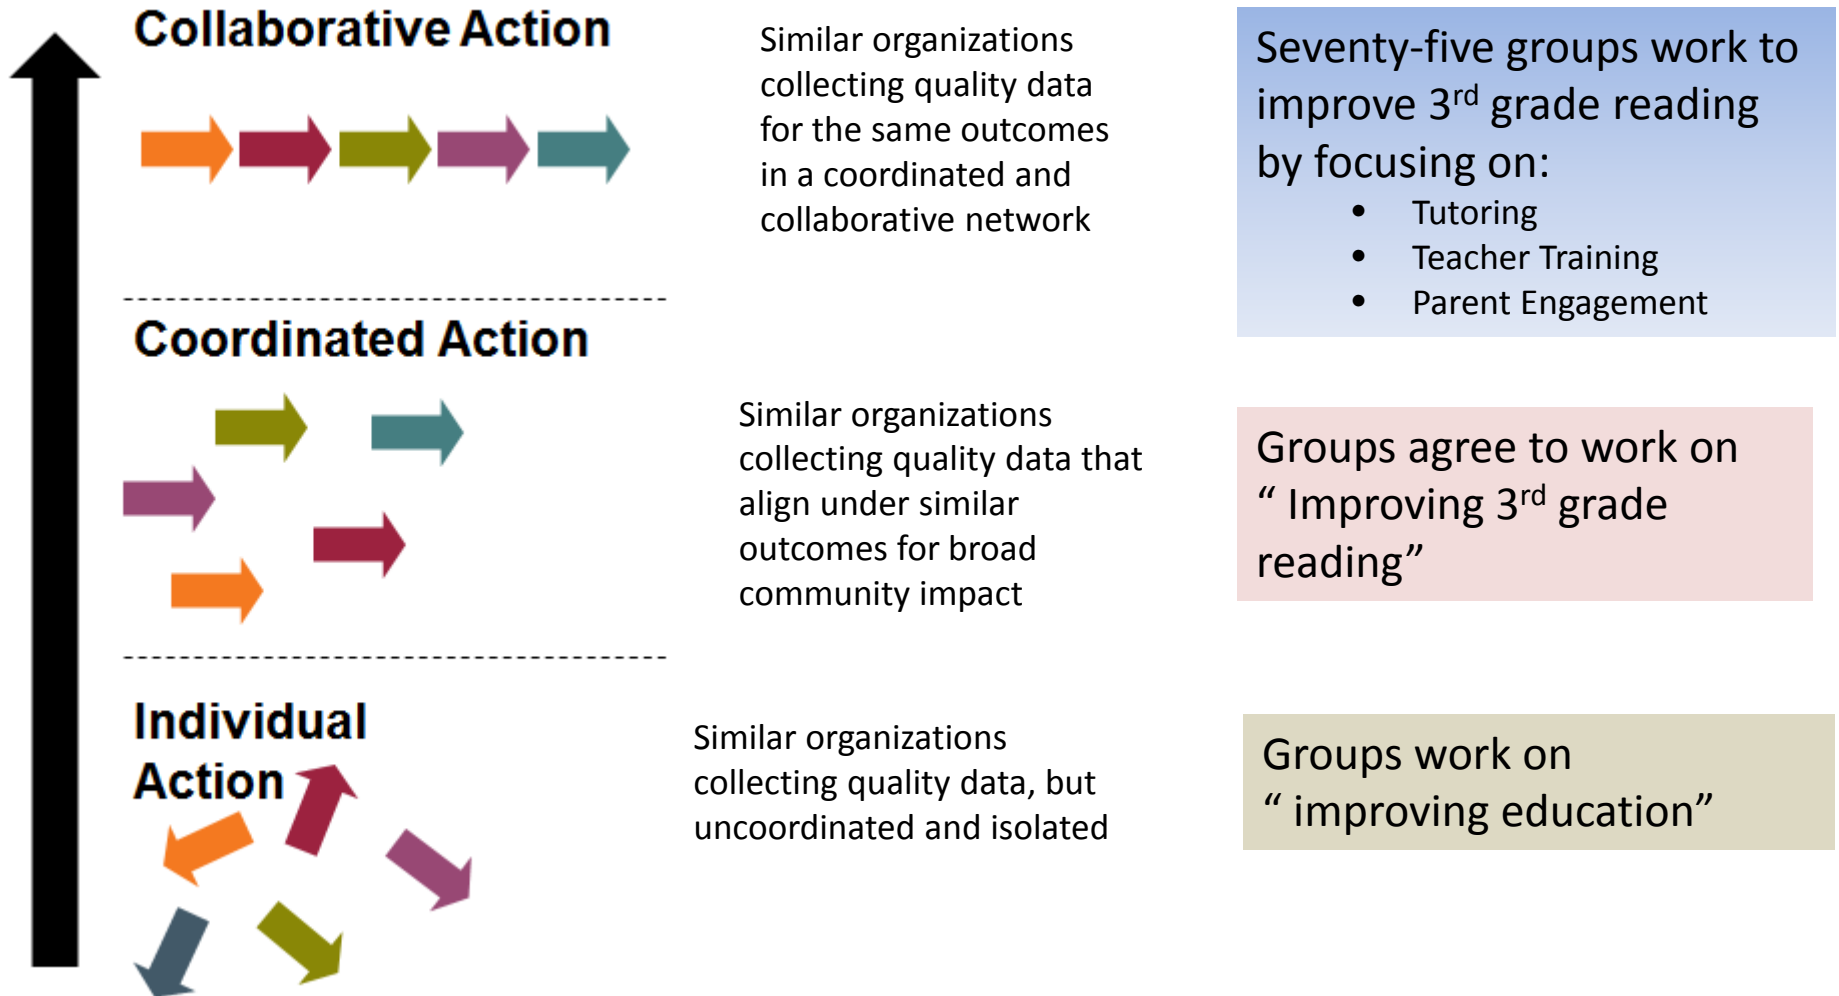 Collaborative Action
Similar organizations
collecting quality data
for the same outcomes
in a coordinated and
collaborative network
Seventy-five groups work to
improve 3rd grade reading
by focusing on:
• Tutoring
• Teacher Training
• Parent Engagement
Coordinated Action
Similar organizations
collecting quality data that
align under similar
outcomes for broad
community impact
Groups agree to work on
“ Improving 3rd grade
reading”
Individual
Action
Similar organizations
collecting quality data, but
uncoordinated and isolated
Groups work on
“ improving education”